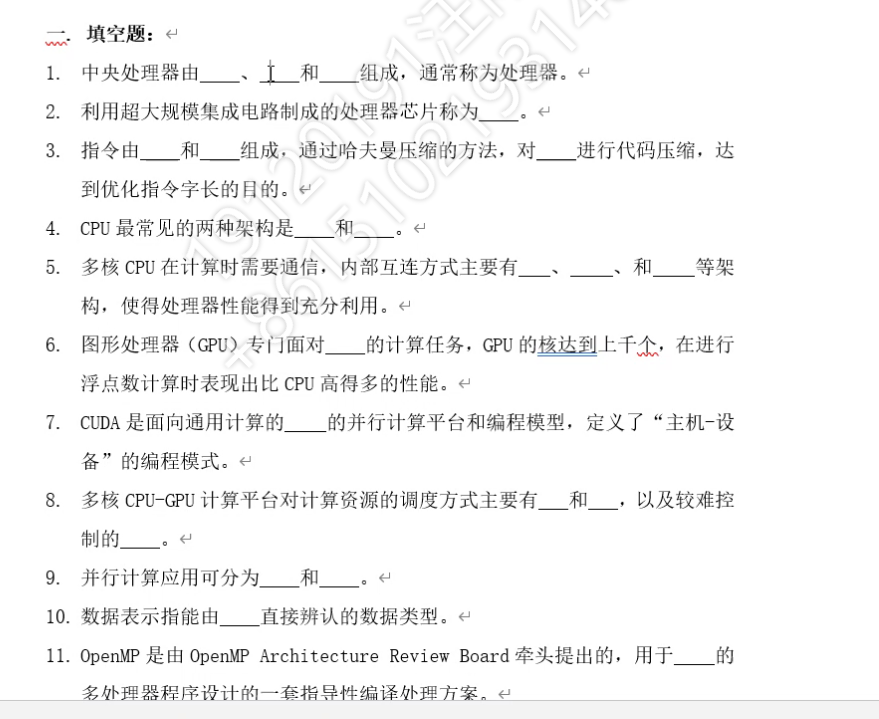 一. 填空题：
1. 中央处理器由____、____和____组成，通常称为处理器。
2. 利用超大规模集成电路制成的处理器芯片称为____。
3. 指令由____和____组成，通过哈夫曼压缩的方法，对____进行代码压缩，达
到优化指令字长的目的。
4. CPU 最常见的两种架构是____和____。
5. 多核 CPU 在计算时需要通信，内部互连方式主要有___、____、和____等架
构，使得处理器性能得到充分利用。
6. 图形处理器（GPU）专门面对____的计算任务，GPU 的核达到上千个，在进行
浮点数计算时表现出比 CPU 高得多的性能。
7. CUDA 是面向通用计算的____的并行计算平台和编程模型，定义了“主机-设
备”的编程模式。
8. 多核 CPU-GPU 计算平台对计算资源的调度方式主要有___和___，以及较难控
制的____。
9. 并行计算应用可分为____和____。
10. 数据表示指能由____直接辨认的数据类型。
11. OpenMP 是由 OpenMP Architecture Review Board 牵头提出的，用于____的
多处理器程序设计的一套指导性编译处理方案。